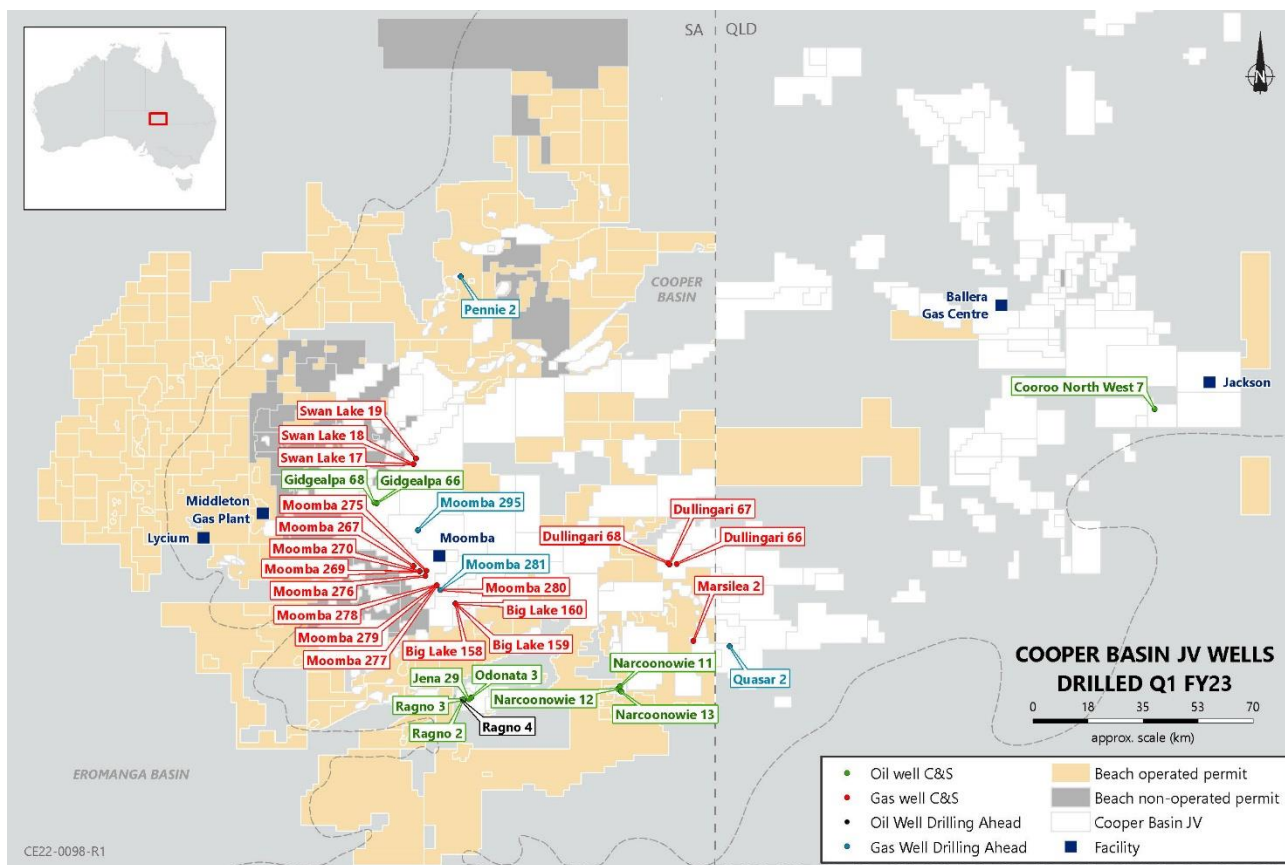 SA
QLD
N
COOPER
BASIN
Pennie 2
Ballera
Gas Centre
Jackson
Cooroo North West 7
Swan Lake 19
Swan Lake 18
Swan Lake 17
Gidgealpa 68
Gidgealpa 66
Middleton
Gas Plant
Moomba 275
Moomba 295
Moomba 267
Lycium
Moomba
Dullingari 67
Moomba 270
Dullingari 68
Dullingari 66
Moomba 269
Moomba 281
Moomba 276
Moomba 280
Marsilea 2
Moomba 278
Big Lake 160
Moomba 279
Big Lake 159
Moomba 277
Big Lake 158
Narcoonowie 11
Quasar 2
Jena 29
Odonata 3
Ragno 3
Narcoonowie 12
Narcoonowie 13
Ragno 4
Ragno 2
EROMANGA BASIN
COOPER BASIN JV WELLS
DRILLED Q1 FY23
0 18 35 53 70
approx. scale (km)
Oil well C&S
Gas well C&S
Oil Well Drilling Ahead
Gas Well Drilling Ahead
Beach operated permit
Beach non-operated permit
Cooper Basin JV
Facility
CE22-0098-R1